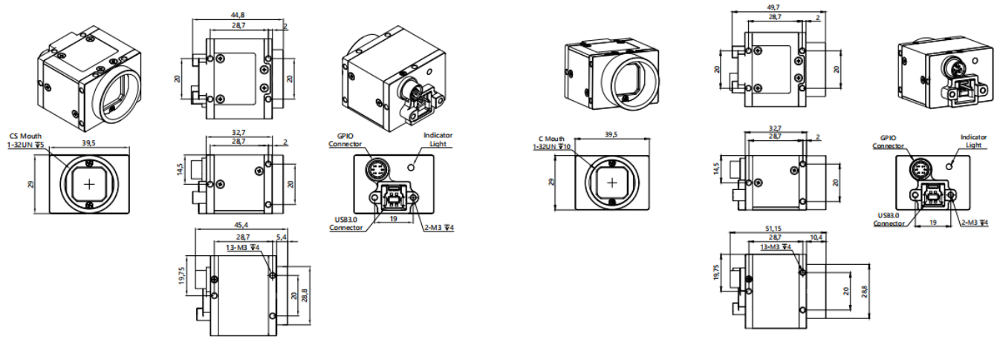 44,8
28,7
2
20
20
CS Mouth
1-32UN ↧5
39,5
29
32,7
28,7
2
14,5
20
GPIO
Connector
Indicator
Light
USB3.0
Connector
19
2-M3 ↧4
45,4
28,7
5,4
13-M3 ↧4
19,75
20
28,8
49,7
28,7
2
20
20
C Mouth
1-32UN ↧10
39,5
29
32,7
28,7
2
14,5
20
GPIO
Connector
Indicator
Light
USB3.0
Connector
19
2-M3 ↧4
51,15
28,7
10,4
13-M3 ↧4
19,75
20
28,8